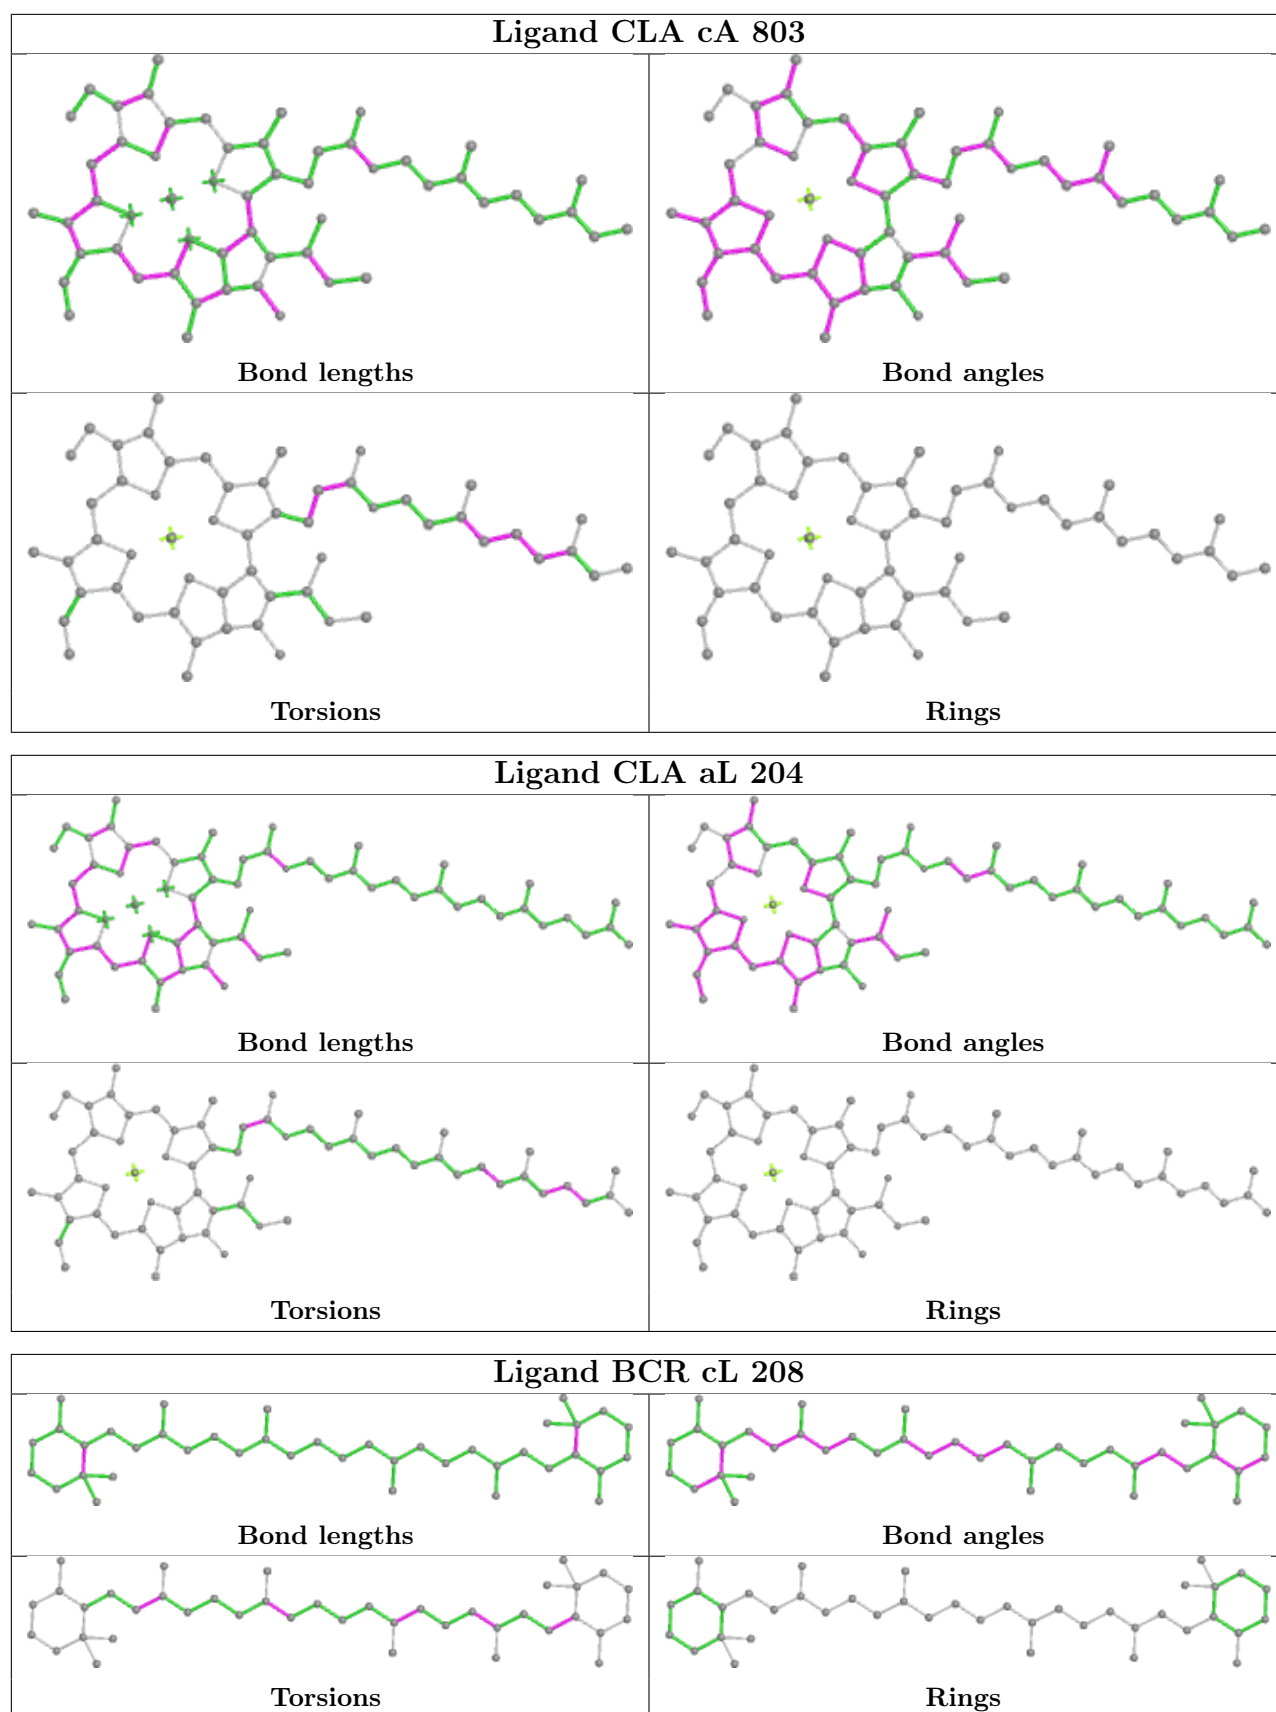 Ligand CLA cA 803
Bond lengths
Bond angles
Torsions
Rings
Ligand CLA aL 204
Bond lengths
Bond angles
Torsions
Rings
Ligand BCR cL 208
Bond lengths
Bond angles
Torsions
Rings